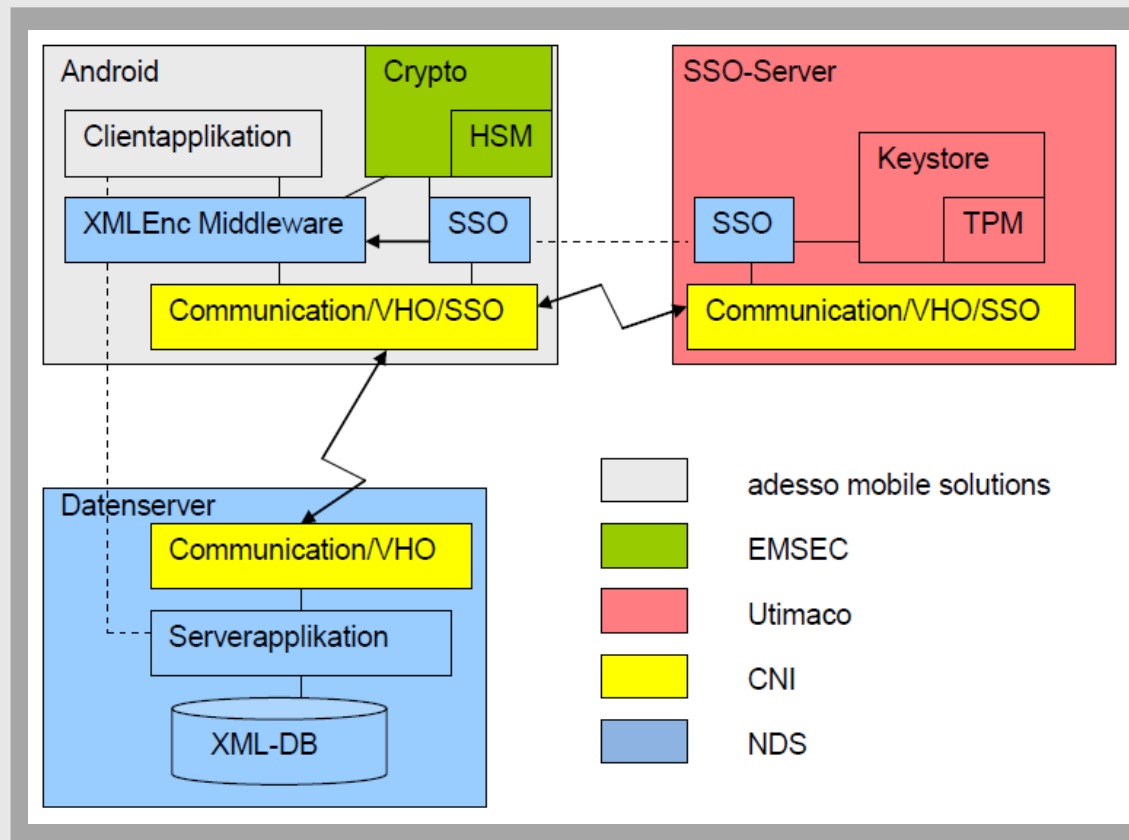 Android
Crypto
HSM
Clientapplikation
XMLEnc Middleware
SSO
Communication/VHO/SSO
SSO-Server
Keystore
TPM
SSO
Communication/VHO/SSO
Datenserver
Communication/VHO
Serverapplikation
XML-DB
adesso mobile solutions
EMSEC
Utimaco
CNI
NDS